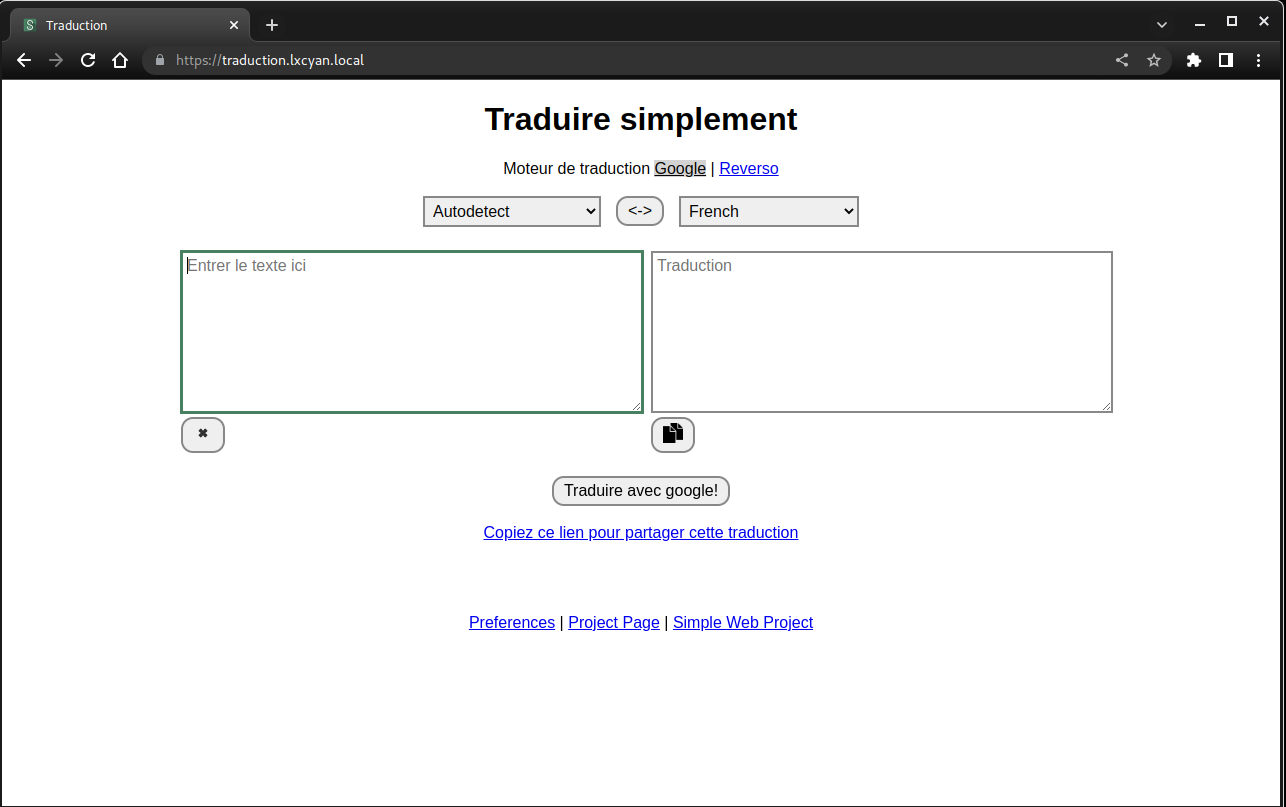 Traduction
https://traduction.lxcyan.local
Traduire simplement
Moteur de traduction Google | Reverso
Autodetect <-> French
Entrer le texte ici
Traduction
Traduire avec google!
Copiez ce lien pour partager cette traduction
Preferences | Project Page | Simple Web Project